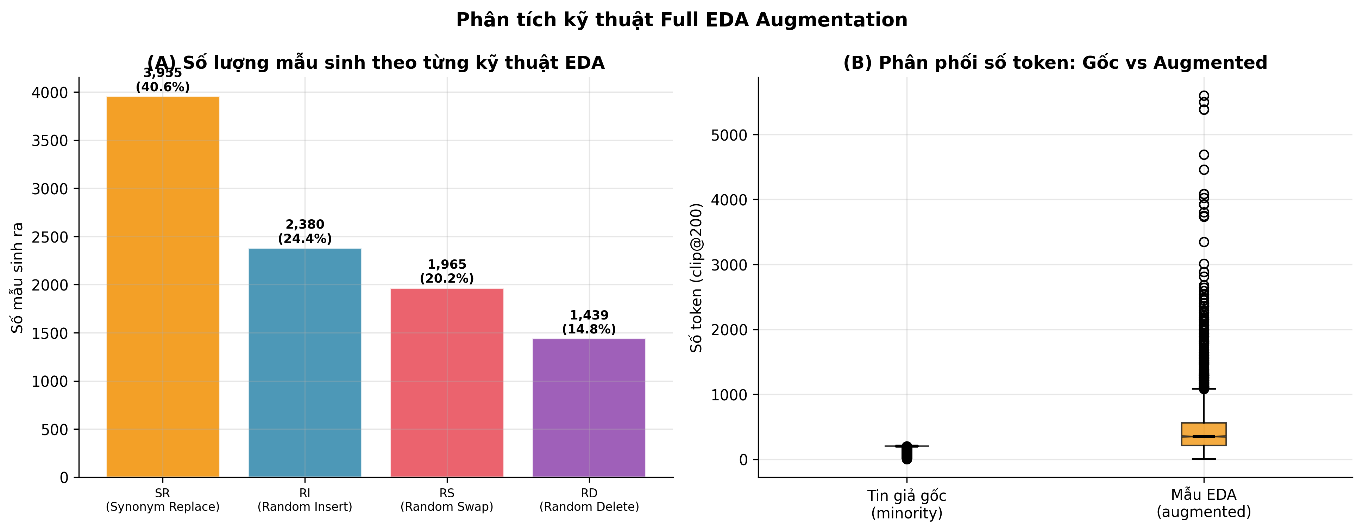 Phân tích kỹ thuật Full EDA Augmentation
(A) Số lượng mẫu sinh theo từng kỹ thuật EDA
3,955
(40.6%)
2,380
(24.4%)
1,965
(20.2%)
1,439
(14.8%)
Số mẫu sinh ra
4000
3500
3000
2500
2000
1500
1000
500
0
SR
(Synonym Replace)
RI
(Random Insert)
RS
(Random Swap)
RD
(Random Delete)
(B) Phân phối số token: Gốc vs Augmented
Số token (clip@200)
5000
4000
3000
2000
1000
0
Tin giả gốc
(minority)
Mẫu EDA
(augmented)